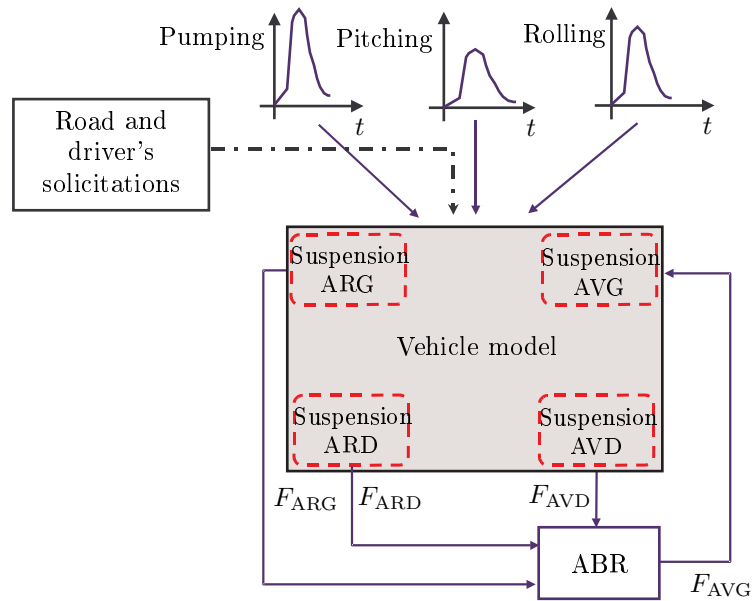 Pumping
Pitching
Rolling
t
t
t
Road and
driver's
solicitations
Suspension
ARG
Suspension
AVG
Vehicle model
Suspension
ARD
Suspension
AVD
F_ARG
F_ARD
F_AVD
ABR
F_AVG